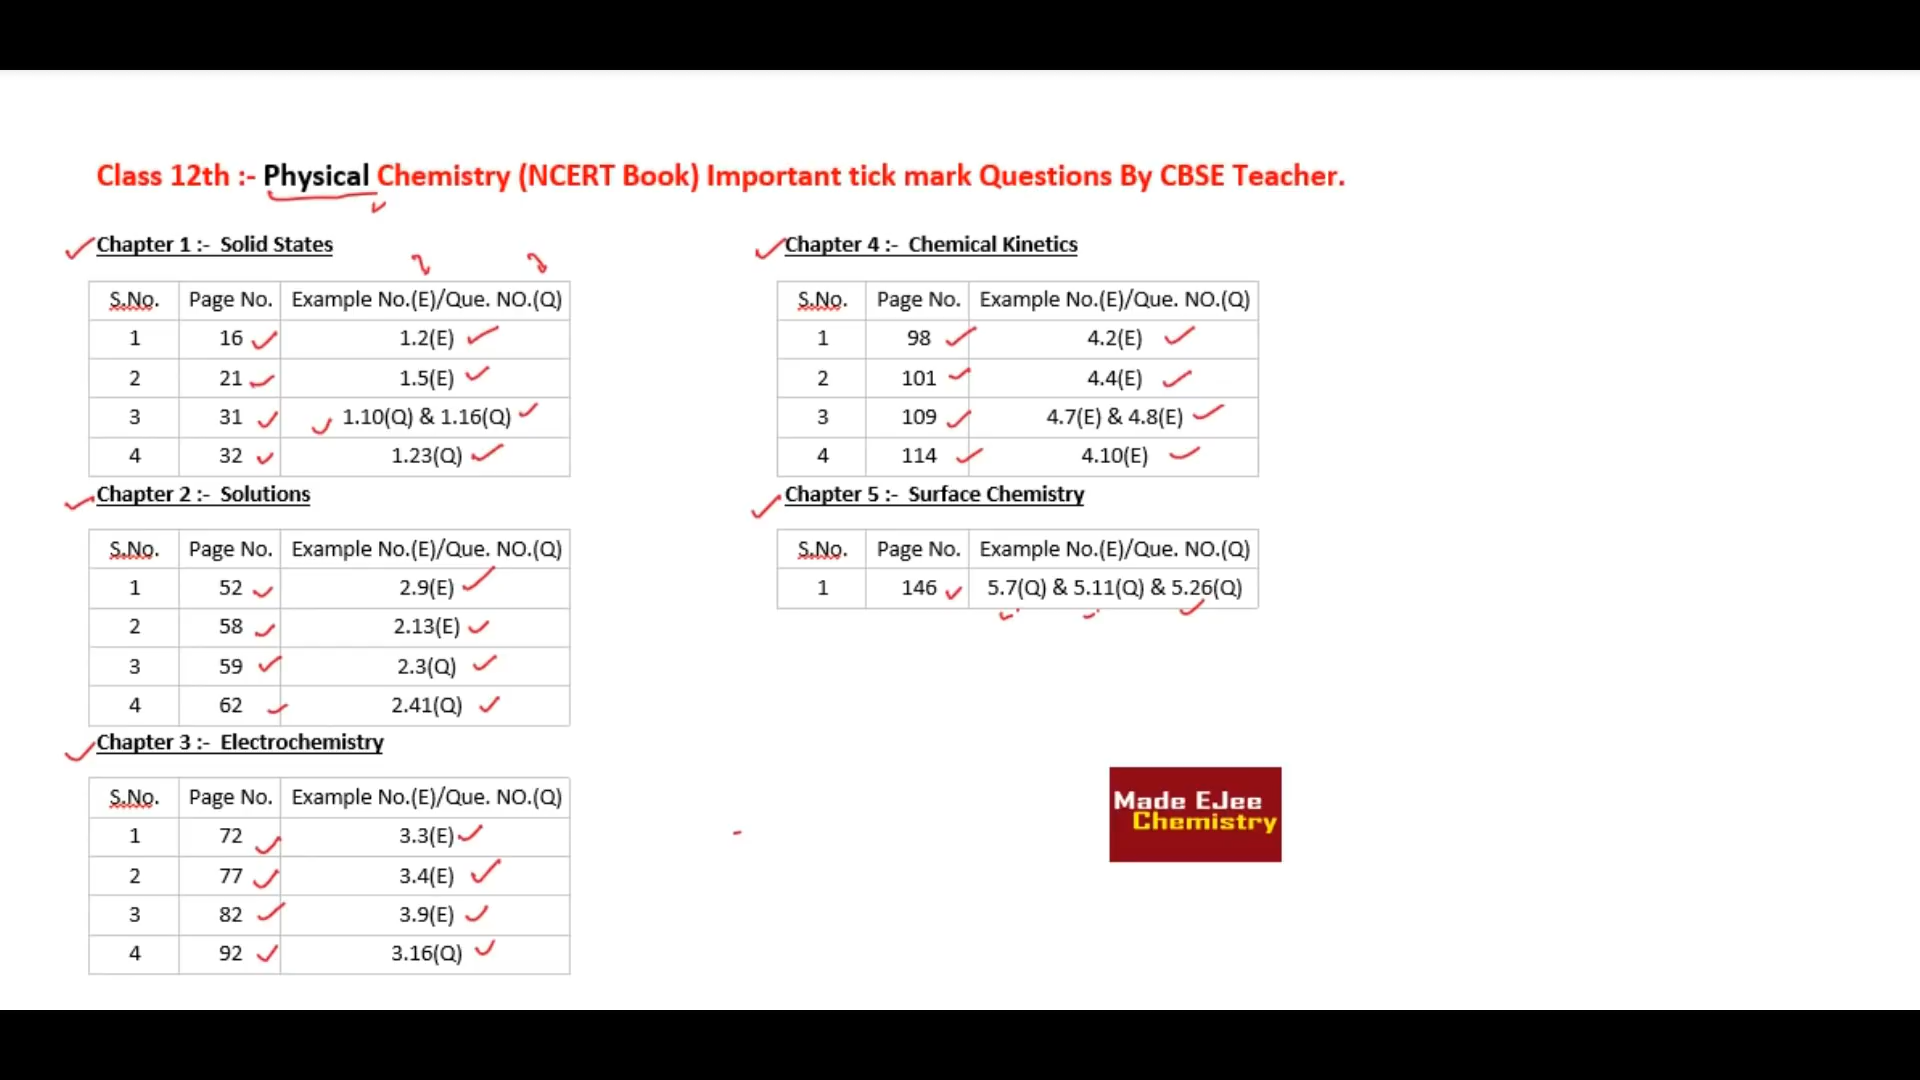 Class 12th :- Physical Chemistry (NCERT Book) Important tick mark Questions By CBSE Teacher.
Chapter 1 :- Solid States
S.No. Page No. Example No.(E)/Que. NO.(Q)
1 16 1.2(E)
2 21 1.5(E)
3 31 1.10(Q) & 1.16(Q)
4 32 1.23(Q)
Chapter 2 :- Solutions
S.No. Page No. Example No.(E)/Que. NO.(Q)
1 52 2.9(E)
2 58 2.13(E)
3 59 2.3(Q)
4 62 2.41(Q)
Chapter 3 :- Electrochemistry
S.No. Page No. Example No.(E)/Que. NO.(Q)
1 72 3.3(E)
2 77 3.4(E)
3 82 3.9(E)
4 92 3.16(Q)
Chapter 4 :- Chemical Kinetics
S.No. Page No. Example No.(E)/Que. NO.(Q)
1 98 4.2(E)
2 101 4.4(E)
3 109 4.7(E) & 4.8(E)
4 114 4.10(E)
Chapter 5 :- Surface Chemistry
S.No. Page No. Example No.(E)/Que. NO.(Q)
1 146 5.7(Q) & 5.11(Q) & 5.26(Q)
Made EJee
Chemistry